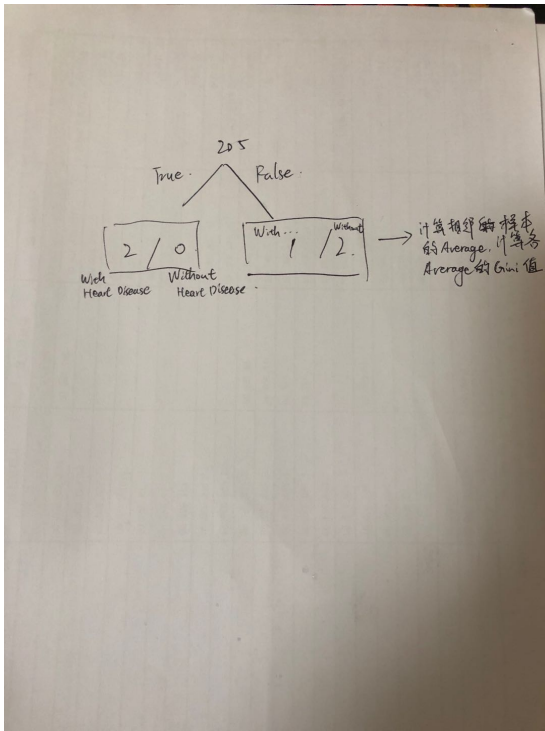 205
True.
False.
With...
Without
2 / 0
1 / 2.
With
Heart Disease
Without
Heart Disease.
计算相邻的样本
的Average.计算各
Average的Gini值